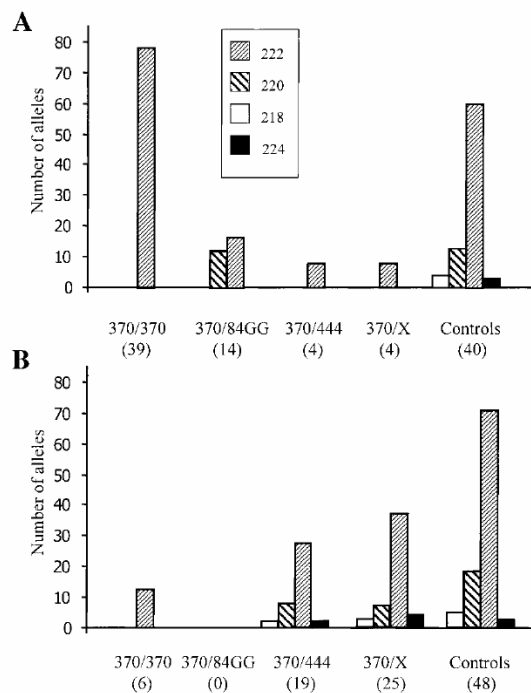 A
Number of alleles
80
70
60
50
40
30
20
10
0
222
220
218
224
370/370 370/84GG 370/444 370/X Controls
(39) (14) (4) (4) (40)
B
Number of alleles
80
70
60
50
40
30
20
10
0
370/370 370/84GG 370/444 370/X Controls
(6) (0) (19) (25) (48)